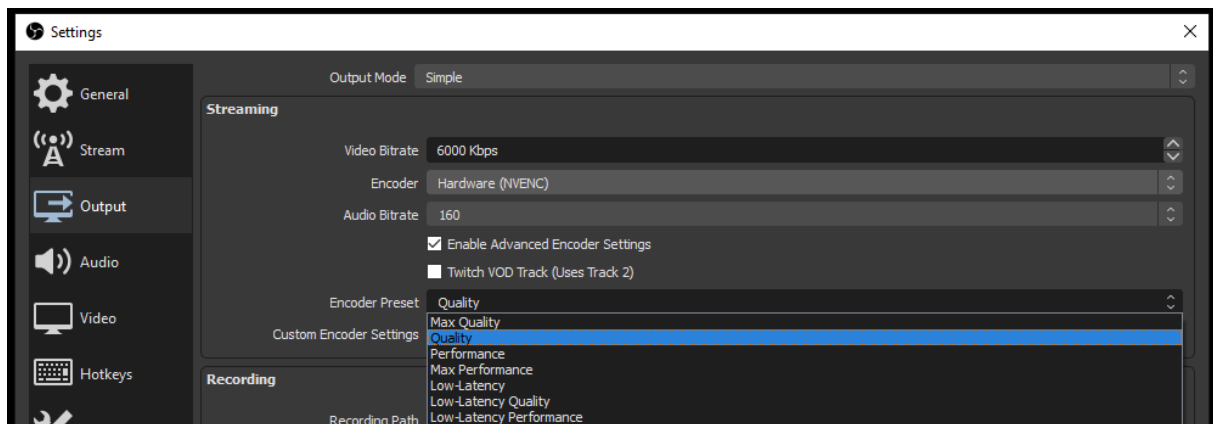 Settings
Output Mode Simple
General
Streaming
Stream
Video Bitrate 6000 Kbps
Encoder Hardware (NVENC)
Output
Audio Bitrate 160
Enable Advanced Encoder Settings
Audio
Twitch VOD Track (Uses Track 2)
Encoder Preset Quality
Video
Max Quality
Custom Encoder Settings Quality
Performance
Max Performance
Hotkeys
Recording
Low-Latency
Low-Latency Quality
Recording Path Low-Latency Performance